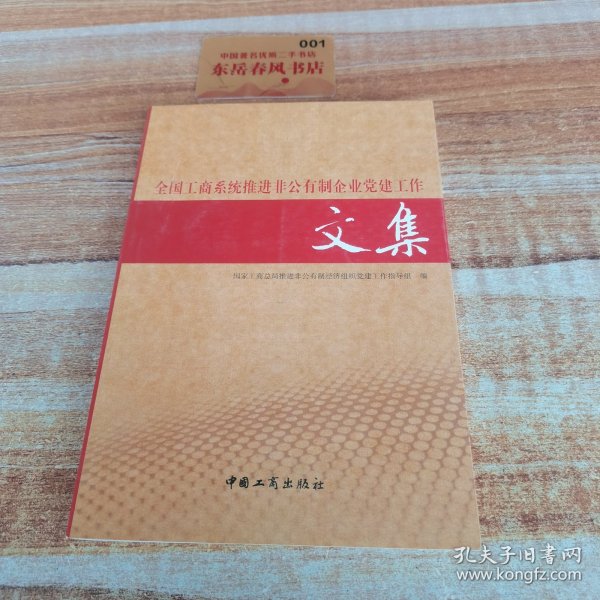 001
中国著名优质二手书店
东岳春风书店
全国工商系统推进非公有制企业党建工作
文集
国家工商总局推进非公有制经济组织党建工作指导组 编
中国工商出版社
孔夫子旧书网
www.kongfz.com